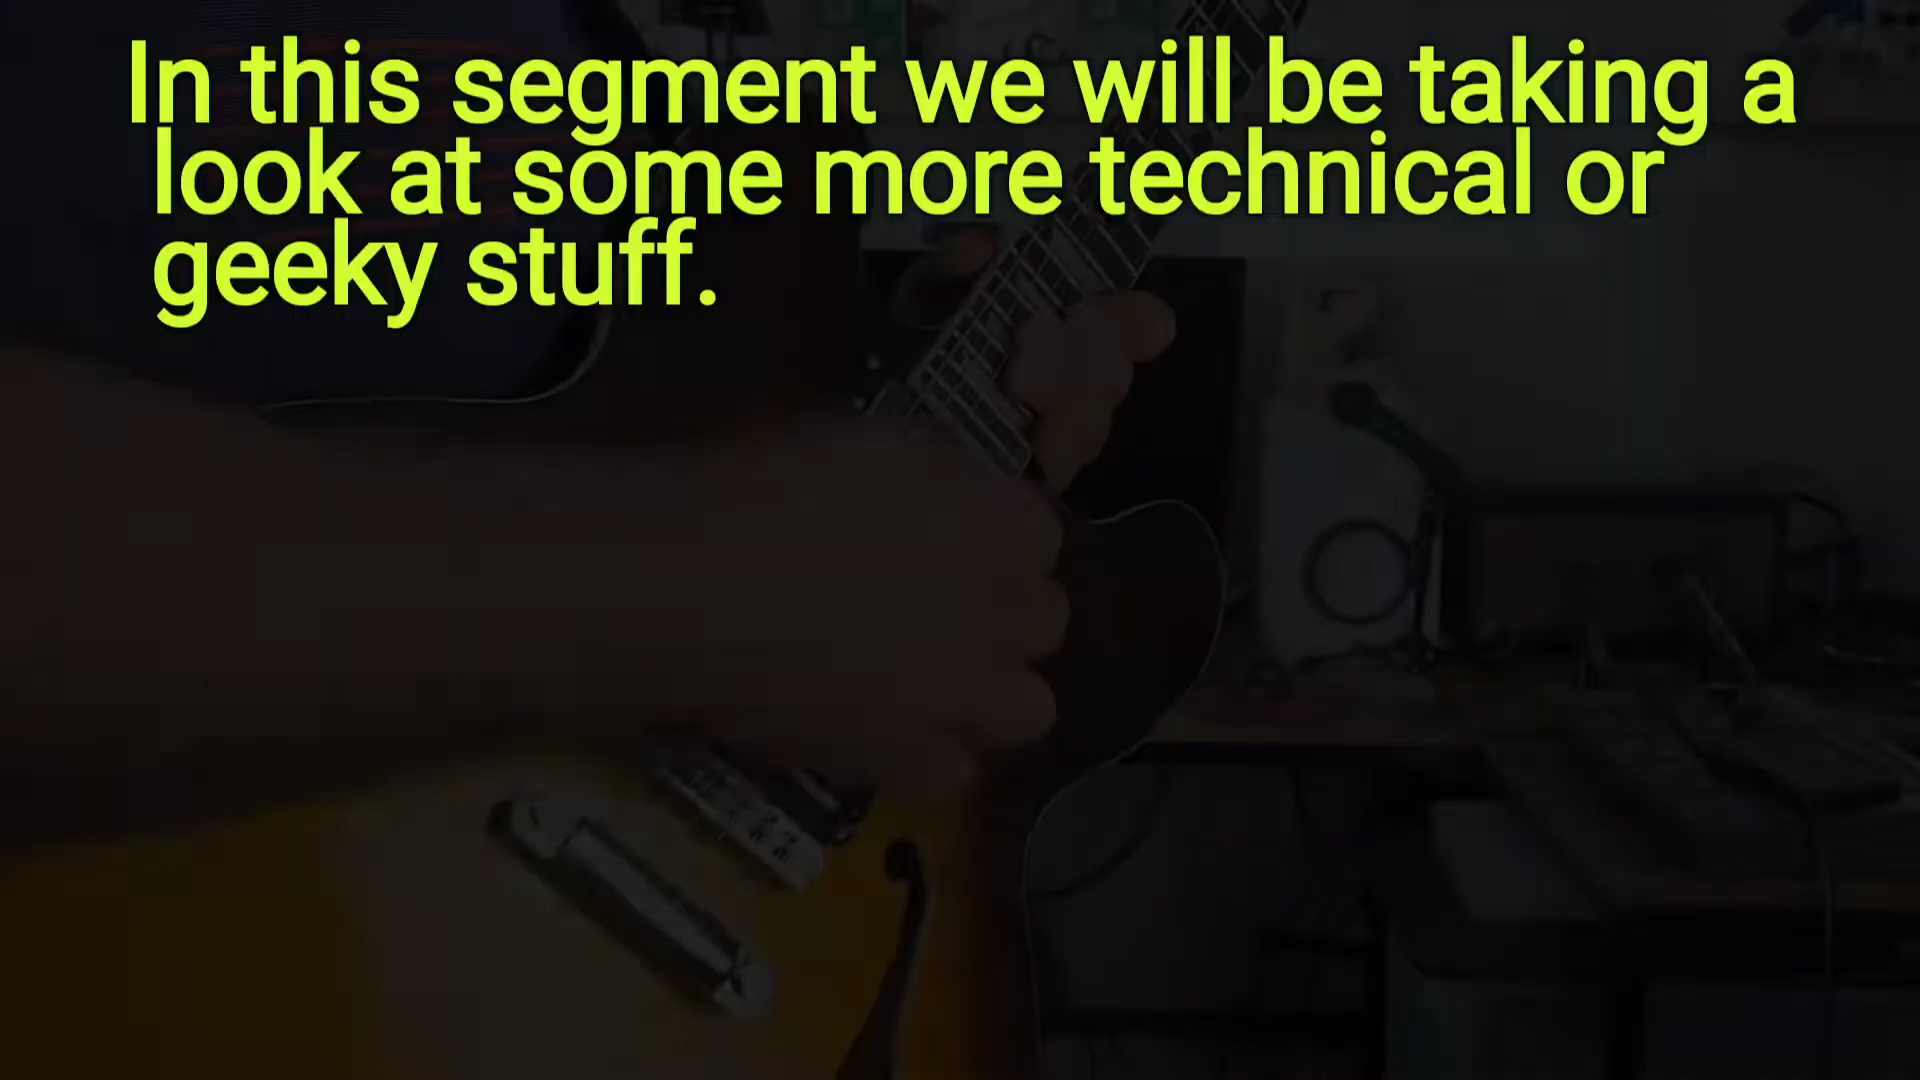 In this segment we will be taking a
look at some more technical or
geeky stuff.